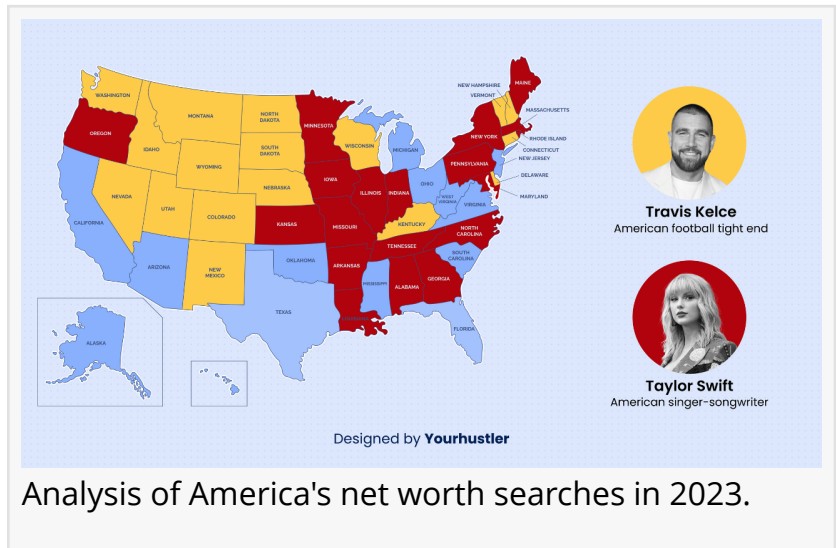 WASHINGTON
OREGON
CALIFORNIA
NEVADA
IDAHO
MONTANA
WYOMING
UTAH
COLORADO
ARIZONA
NEW
MEXICO
NORTH
DAKOTA
SOUTH
DAKOTA
NEBRASKA
KANSAS
OKLAHOMA
TEXAS
MINNESOTA
IOWA
MISSOURI
ARKANSAS
WISCONSIN
ILLINOIS
INDIANA
MICHIGAN
OHIO
KENTUCKY
TENNESSEE
MISSISSIPPI
ALABAMA
GEORGIA
FLORIDA
SOUTH
CAROLINA
NORTH
CAROLINA
VIRGINIA
WEST
VIRGINIA
PENNSYLVANIA
NEW YORK
NEW HAMPSHIRE
VERMONT
MAINE
MASSACHUSETTS
RHODE ISLAND
CONNECTICUT
NEW JERSEY
DELAWARE
MARYLAND
ALASKA
Travis Kelce
American football tight end
Taylor Swift
American singer-songwriter
Designed by Yourhustler
Analysis of America's net worth searches in 2023.